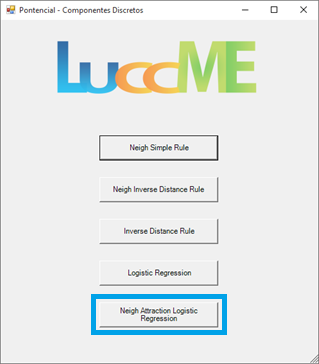 Pontencial - Componentes Discretos
LuccME
Neigh Simple Rule
Neigh Inverse Distance Rule
Inverse Distance Rule
Logistic Regression
Neigh Attraction Logistic
Regression